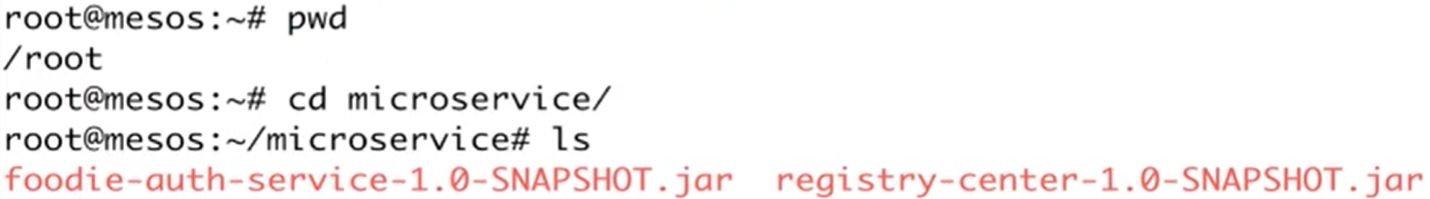 root@mesos:~# pwd
/root
root@mesos:~# cd microservice/
root@mesos:~/microservice# ls
foodie-auth-service-1.0-SNAPSHOT.jar  registry-center-1.0-SNAPSHOT.jar